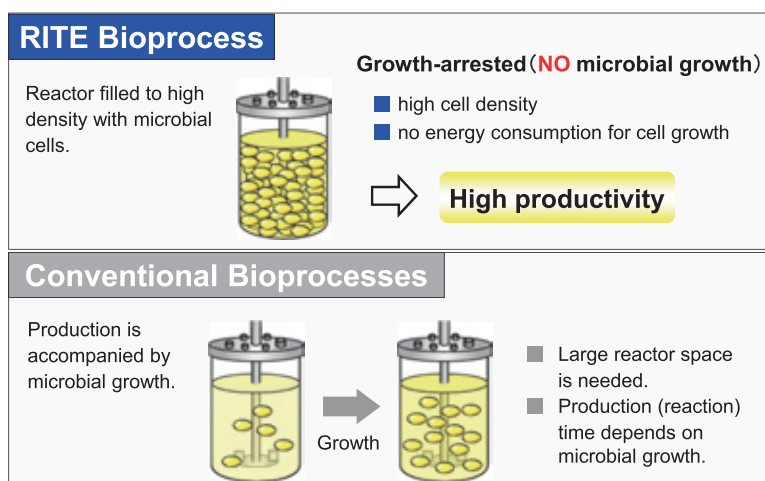 RITE Bioprocess
Reactor filled to high
density with microbial
cells.
Growth-arrested(NO microbial growth)
high cell density
no energy consumption for cell growth
High productivity
Conventional Bioprocesses
Production is
accompanied by
microbial growth.
Growth
Large reactor space
is needed.
Production (reaction)
time depends on
microbial growth.